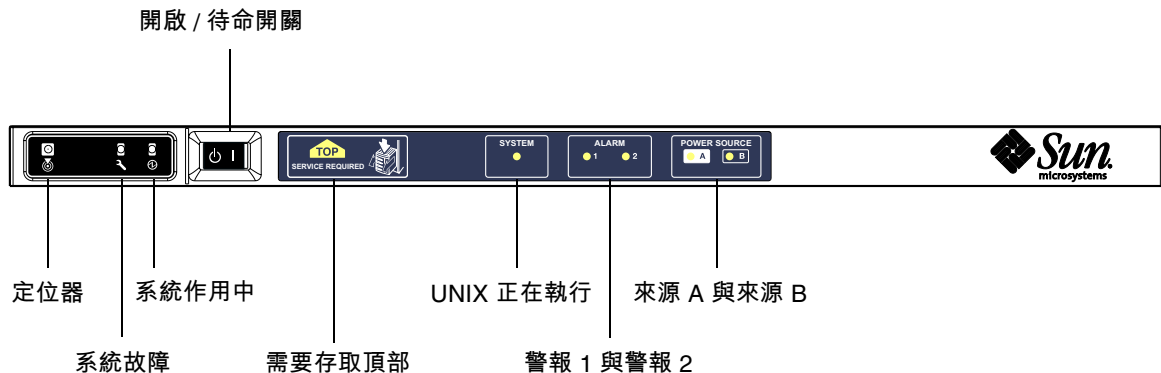 開啟 / 待命開關
TOP
SERVICE REQUIRED
SYSTEM
ALARM
1 2
POWER SOURCE
A B
Sun.
microsystems
定位器
系統作用中
UNIX 正在執行
來源 A 與來源 B
系統故障
需要存取頂部
警報 1 與警報 2